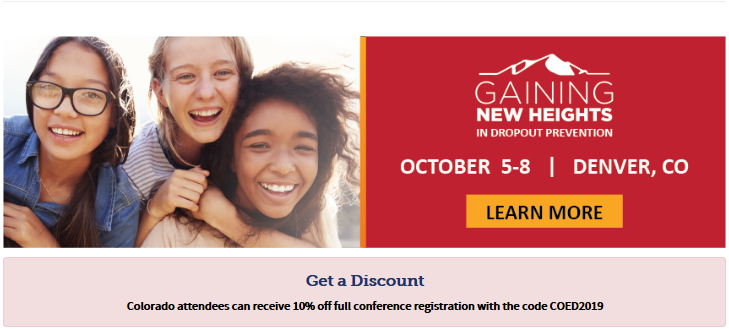 GAINING
NEW HEIGHTS
IN DROPOUT PREVENTION
OCTOBER 5-8 | DENVER, CO
LEARN MORE
Get a Discount
Colorado attendees can receive 10% off full conference registration with the code COED2019